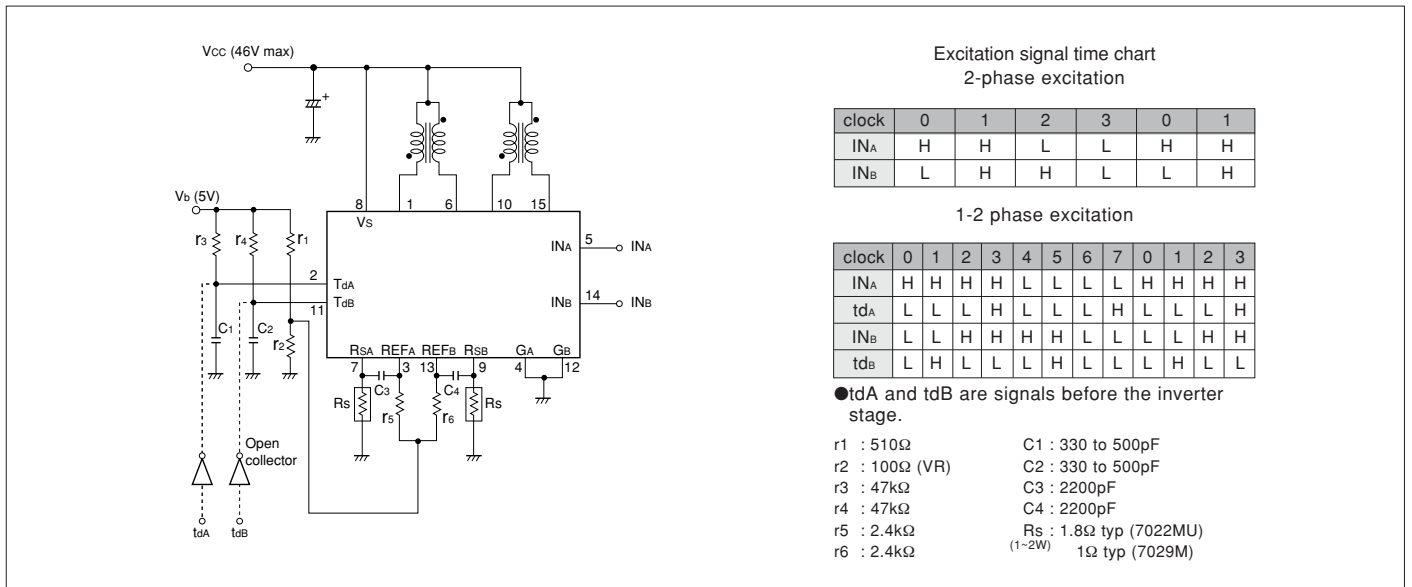 Vcc (46V max)
+
Vb (5V)
r3
r4
r1
8
1
6
10
15
Vs
INA
5
INA
2
TdA
TdB
11
INB
14
INB
C1
C2
r2
RSA
REFA
REFB
RSB
GA
GB
7
3
13
9
4
12
C3
C4
Rs
r5
r6
Rs
Open
collector
tdA
tdB
Excitation signal time chart
2-phase excitation
clock 0 1 2 3 0 1
INA H H L L H H
INB L H H L L H
1-2 phase excitation
clock 0 1 2 3 4 5 6 7 0 1 2 3
INA H H H H L L L L H H H H
tdA L L L H L L L H L L L H
INB L L H H H H L L L L H H
tdB L H L L L H L L L H L L
●tdA and tdB are signals before the inverter
stage.
r1 : 510Ω
r2 : 100Ω (VR)
r3 : 47kΩ
r4 : 47kΩ
r5 : 2.4kΩ
r6 : 2.4kΩ
C1 : 330 to 500pF
C2 : 330 to 500pF
C3 : 2200pF
C4 : 2200pF
Rs : 1.8Ω typ (7022MU)
(1~2W) 1Ω typ (7029M)